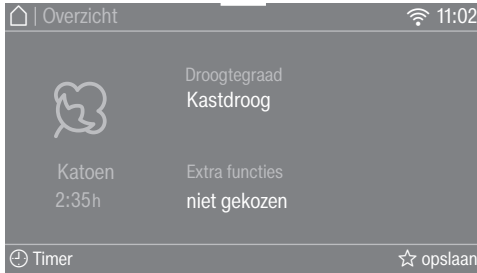 | Overzicht 11:02
Droogtegraad
Kastdroog
Katoen
2:35h
Extra functies
niet gekozen
Timer opslaan